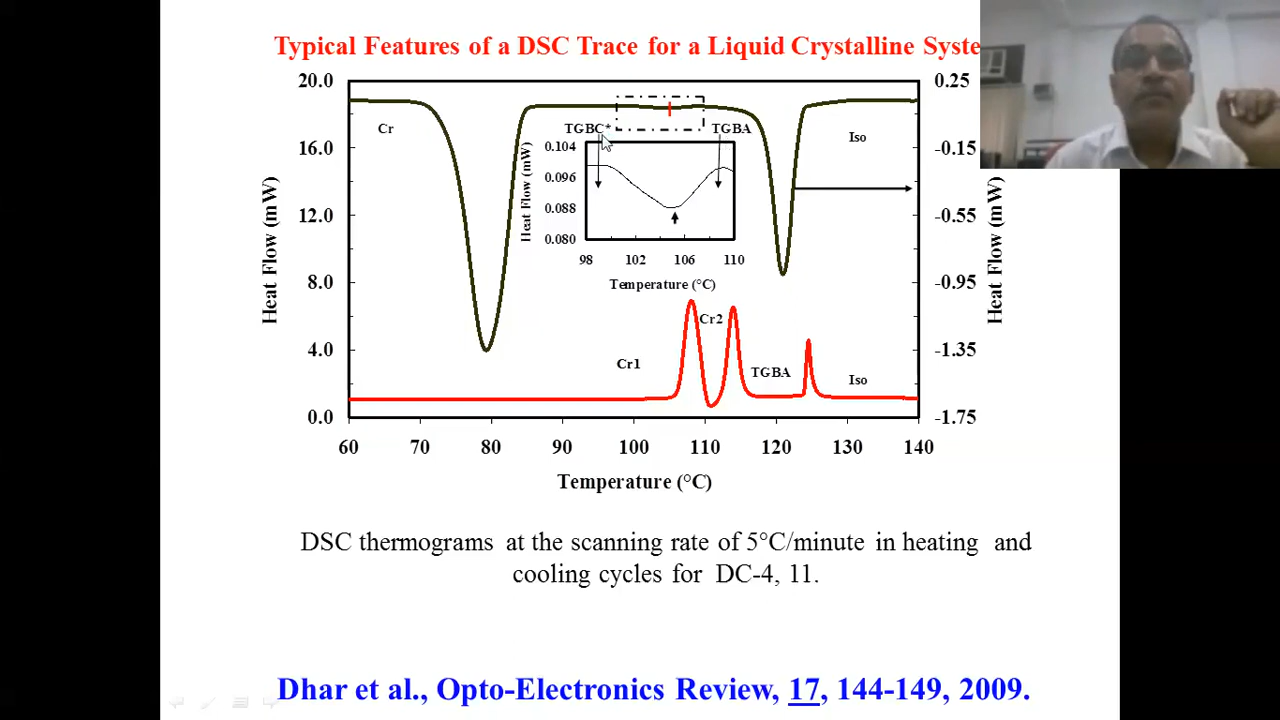 Typical Features of a DSC Trace for a Liquid Crystalline Syste
20.0
16.0
12.0
8.0
4.0
0.0
Heat Flow (mW)
0.25
-0.15
-0.55
-0.95
-1.35
-1.75
Heat Flow (mW)
Cr
TGBC*
TGBA
Iso
0.104
0.096
0.088
0.080
Heat Flow (mW)
98 102 106 110
Temperature (°C)
Cr1
Cr2
TGBA
Iso
60 70 80 90 100 110 120 130 140
Temperature (°C)
DSC thermograms at the scanning rate of 5°C/minute in heating and
cooling cycles for DC-4, 11.
Dhar et al., Opto-Electronics Review, 17, 144-149, 2009.